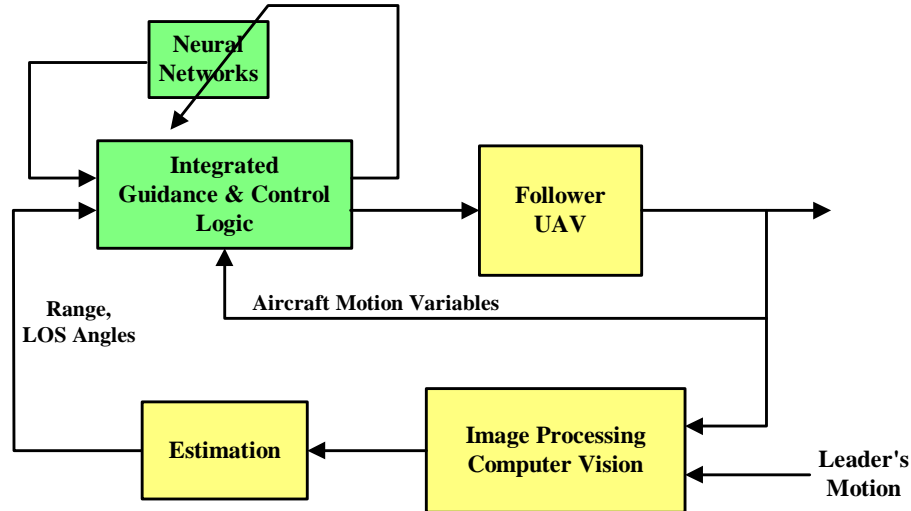 Neural
Networks
Integrated
Guidance & Control
Logic
Follower
UAV
Aircraft Motion Variables
Range,
LOS Angles
Estimation
Image Processing
Computer Vision
Leader's
Motion